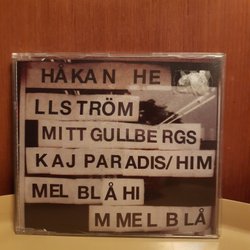 HÅKAN HE
LLSTRÖM
MITT GULLBERGS
KAJ PARADIS/HIM
MEL BLÅ HI
MMEL BLÅ